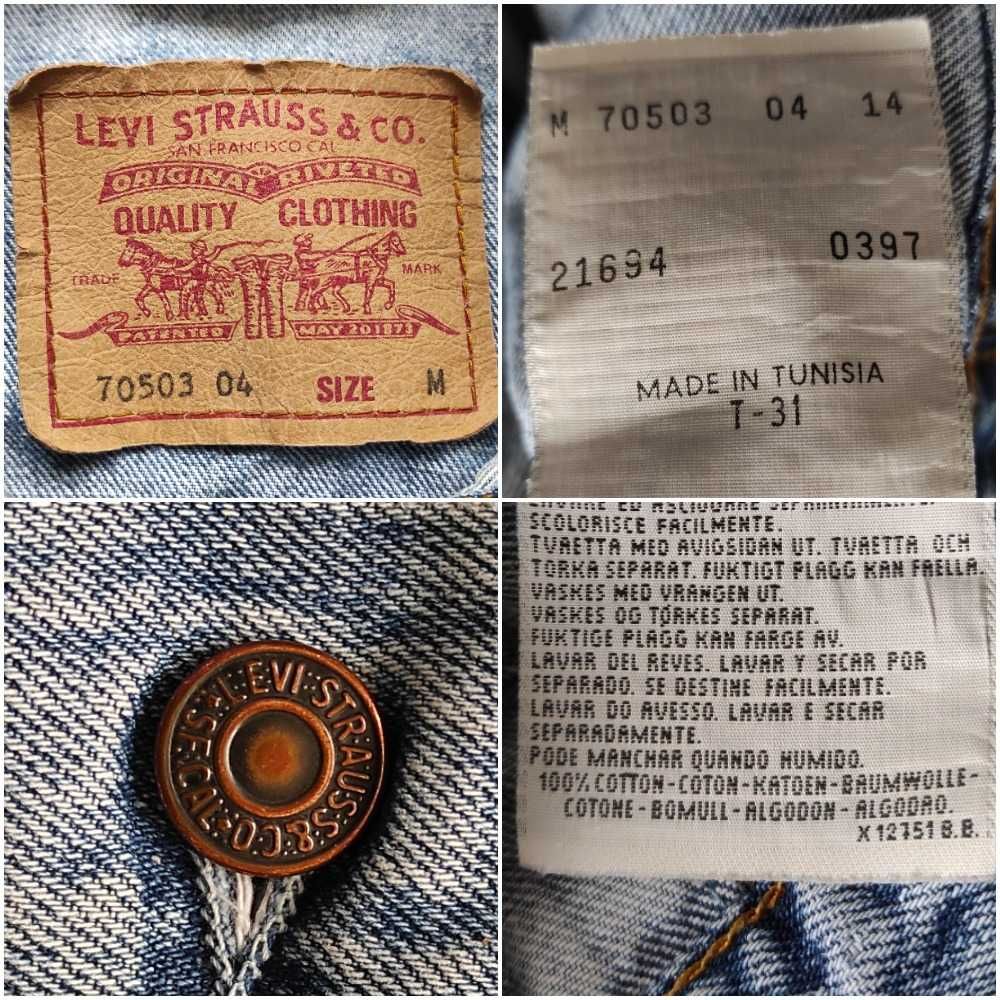 LEVI STRAUSS & CO.
SAN FRANCISCO CAL
ORIGINAL RIVETED
QUALITY CLOTHING
TRADE MARK
PATENTED MAY 20 1873
70503 04 SIZE M
M 70503 04 14
21694 0397
MADE IN TUNISIA
T-31
LEVI·STRAUSS·&·CO.·S.F.CAL·
SCOLORISCE FACILMENTE.
TVAETTA MED AVIGSIDAN UT. TVAETTA OCH
TORKA SEPARAT. FUKTIGT PLAGG KAN FAELLA.
VASKES MED VRANGEN UT.
VASKES OG TØRKES SEPARAT.
FUKTIGE PLAGG KAN FARGE AV.
LAVAR DEL REVES. LAVAR Y SECAR POR
SEPARADO. SE DESTINE FACILMENTE.
LAVAR DO AVESSO. LAVAR E SECAR
SEPARADAMENTE.
PODE MANCHAR QUANDO HUMIDO.
100% COTTON-COTON-KATOEN-BAUMWOLLE-
COTONE-BOMULL-ALGODON-ALGODAO.
X 12751 B.B.